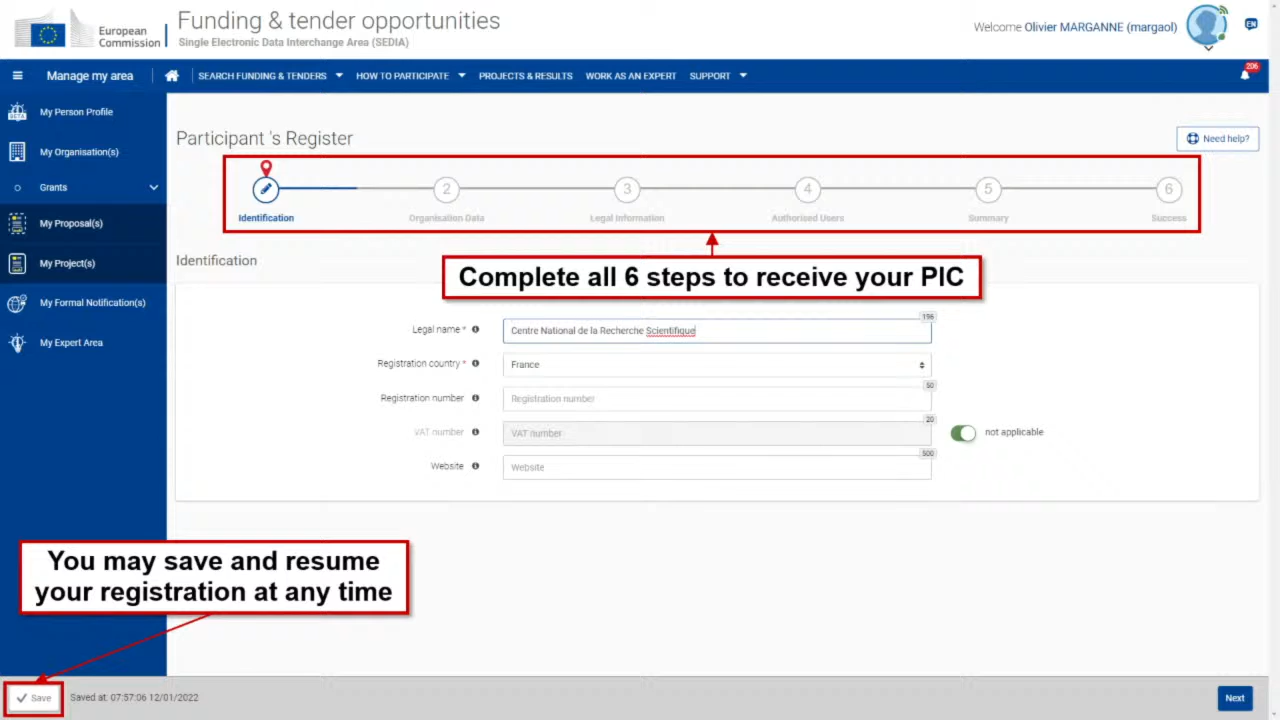 European
Commission
Funding & tender opportunities
Single Electronic Data Interchange Area (SEDIA)
Welcome Olivier MARGANNE (margaol)
EN
Manage my area
SEARCH FUNDING & TENDERS
HOW TO PARTICIPATE
PROJECTS & RESULTS
WORK AS AN EXPERT
SUPPORT
206
BETA
My Person Profile
My Organisation(s)
Grants
My Proposal(s)
My Project(s)
My Formal Notification(s)
My Expert Area
Participant 's Register
Need help?
Identification
2
Organisation Data
3
Legal Information
4
Authorised Users
5
Summary
6
Success
Complete all 6 steps to receive your PIC
Identification
198
Legal name *
Centre National de la Recherche Scientifique
Registration country *
France
50
Registration number
Registration number
20
VAT number
VAT number
not applicable
500
Website
Website
You may save and resume
your registration at any time
Save
Saved at: 07:57:06 12/01/2022
Next